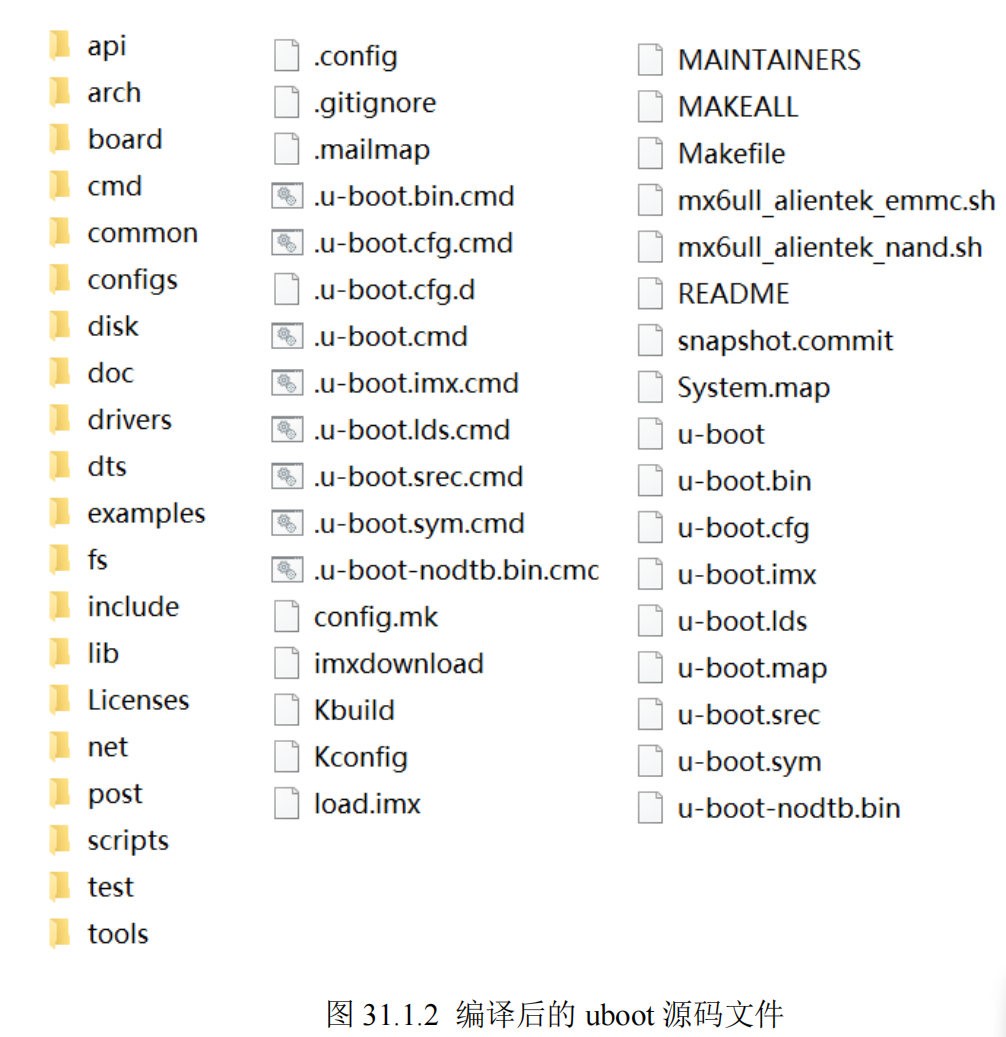 api
arch
board
cmd
common
configs
disk
doc
drivers
dts
examples
fs
include
lib
Licenses
net
post
scripts
test
tools
.config
.gitignore
.mailmap
.u-boot.bin.cmd
.u-boot.cfg.cmd
.u-boot.cfg.d
.u-boot.cmd
.u-boot.imx.cmd
.u-boot.lds.cmd
.u-boot.srec.cmd
.u-boot.sym.cmd
.u-boot-nodtb.bin.cmd
config.mk
imxdownload
Kbuild
Kconfig
load.imx
MAINTAINERS
MAKEALL
Makefile
mx6ull_alientek_emmc.sh
mx6ull_alientek_nand.sh
README
snapshot.commit
System.map
u-boot
u-boot.bin
u-boot.cfg
u-boot.imx
u-boot.lds
u-boot.map
u-boot.srec
u-boot.sym
u-boot-nodtb.bin
图 31.1.2 编译后的 uboot 源码文件